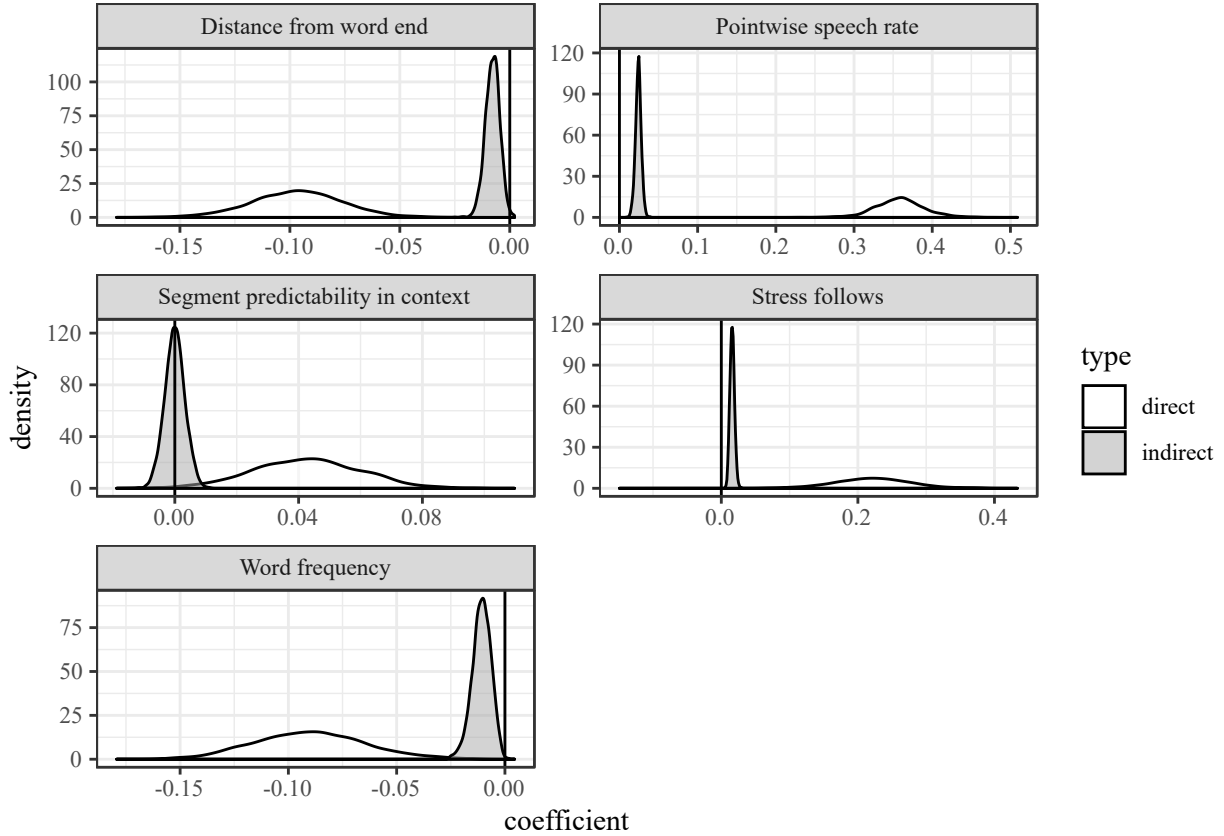 Distance from word end
Pointwise speech rate
100
75
50
25
0
-0.15 -0.10 -0.05 0.00
120
90
60
30
0
0.0 0.1 0.2 0.3 0.4 0.5
Segment predictability in context
Stress follows
120
80
40
0
0.00 0.04 0.08
120
90
60
30
0
0.0 0.2 0.4
Word frequency
75
50
25
0
-0.15 -0.10 -0.05 0.00
density
coefficient
type
direct
indirect